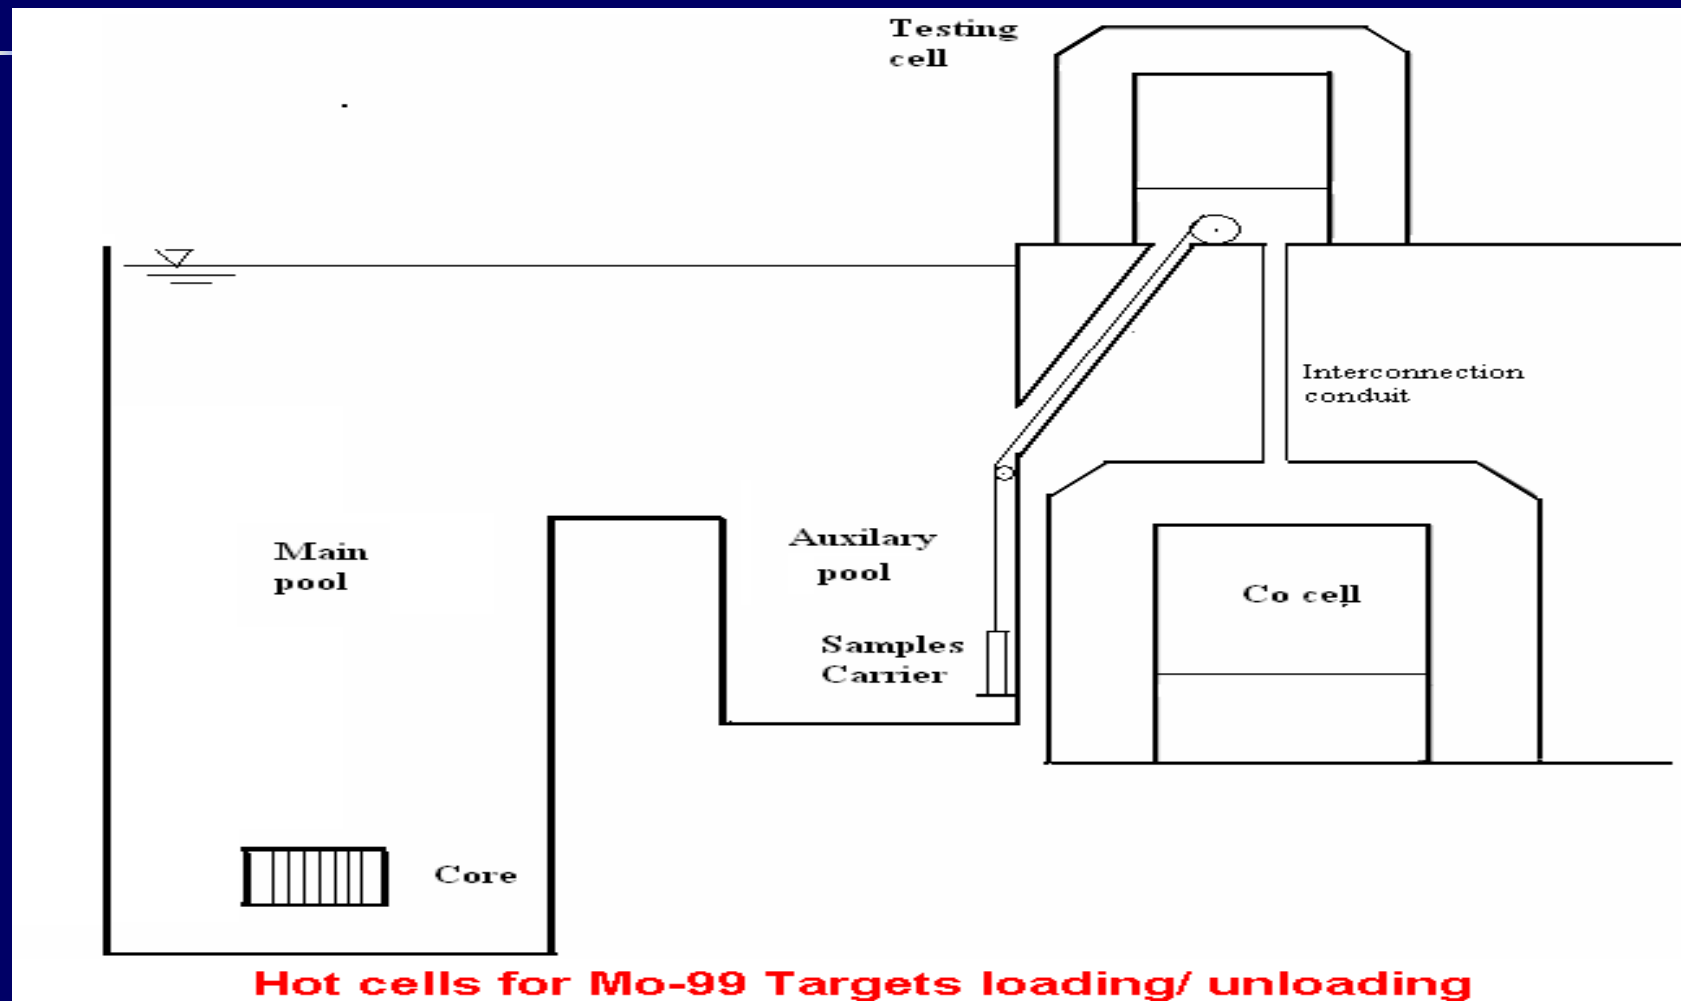 Testing
cell
Interconnection
conduit
Main
pool
Auxilary
pool
Co cell
Samples
Carrier
Core
Hot cells for Mo-99 Targets loading/ unloading